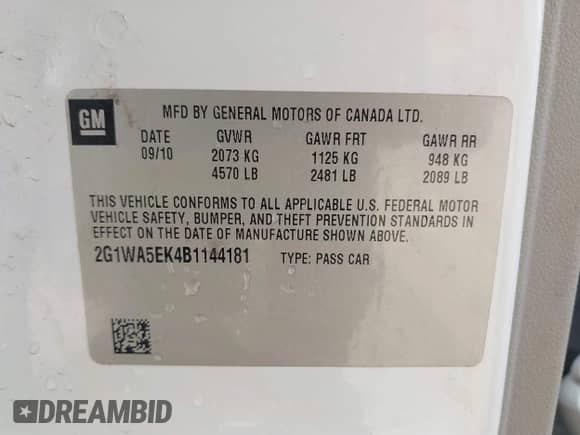 GM
MFD BY GENERAL MOTORS OF CANADA LTD.
DATE GVWR GAWR FRT GAWR RR
09/10 2073 KG 1125 KG 948 KG
4570 LB 2481 LB 2089 LB
THIS VEHICLE CONFORMS TO ALL APPLICABLE U.S. FEDERAL MOTOR
VEHICLE SAFETY, BUMPER, AND THEFT PREVENTION STANDARDS IN
EFFECT ON THE DATE OF MANUFACTURE SHOWN ABOVE.
2G1WA5EK4B1144181 TYPE: PASS CAR
DREAMBID